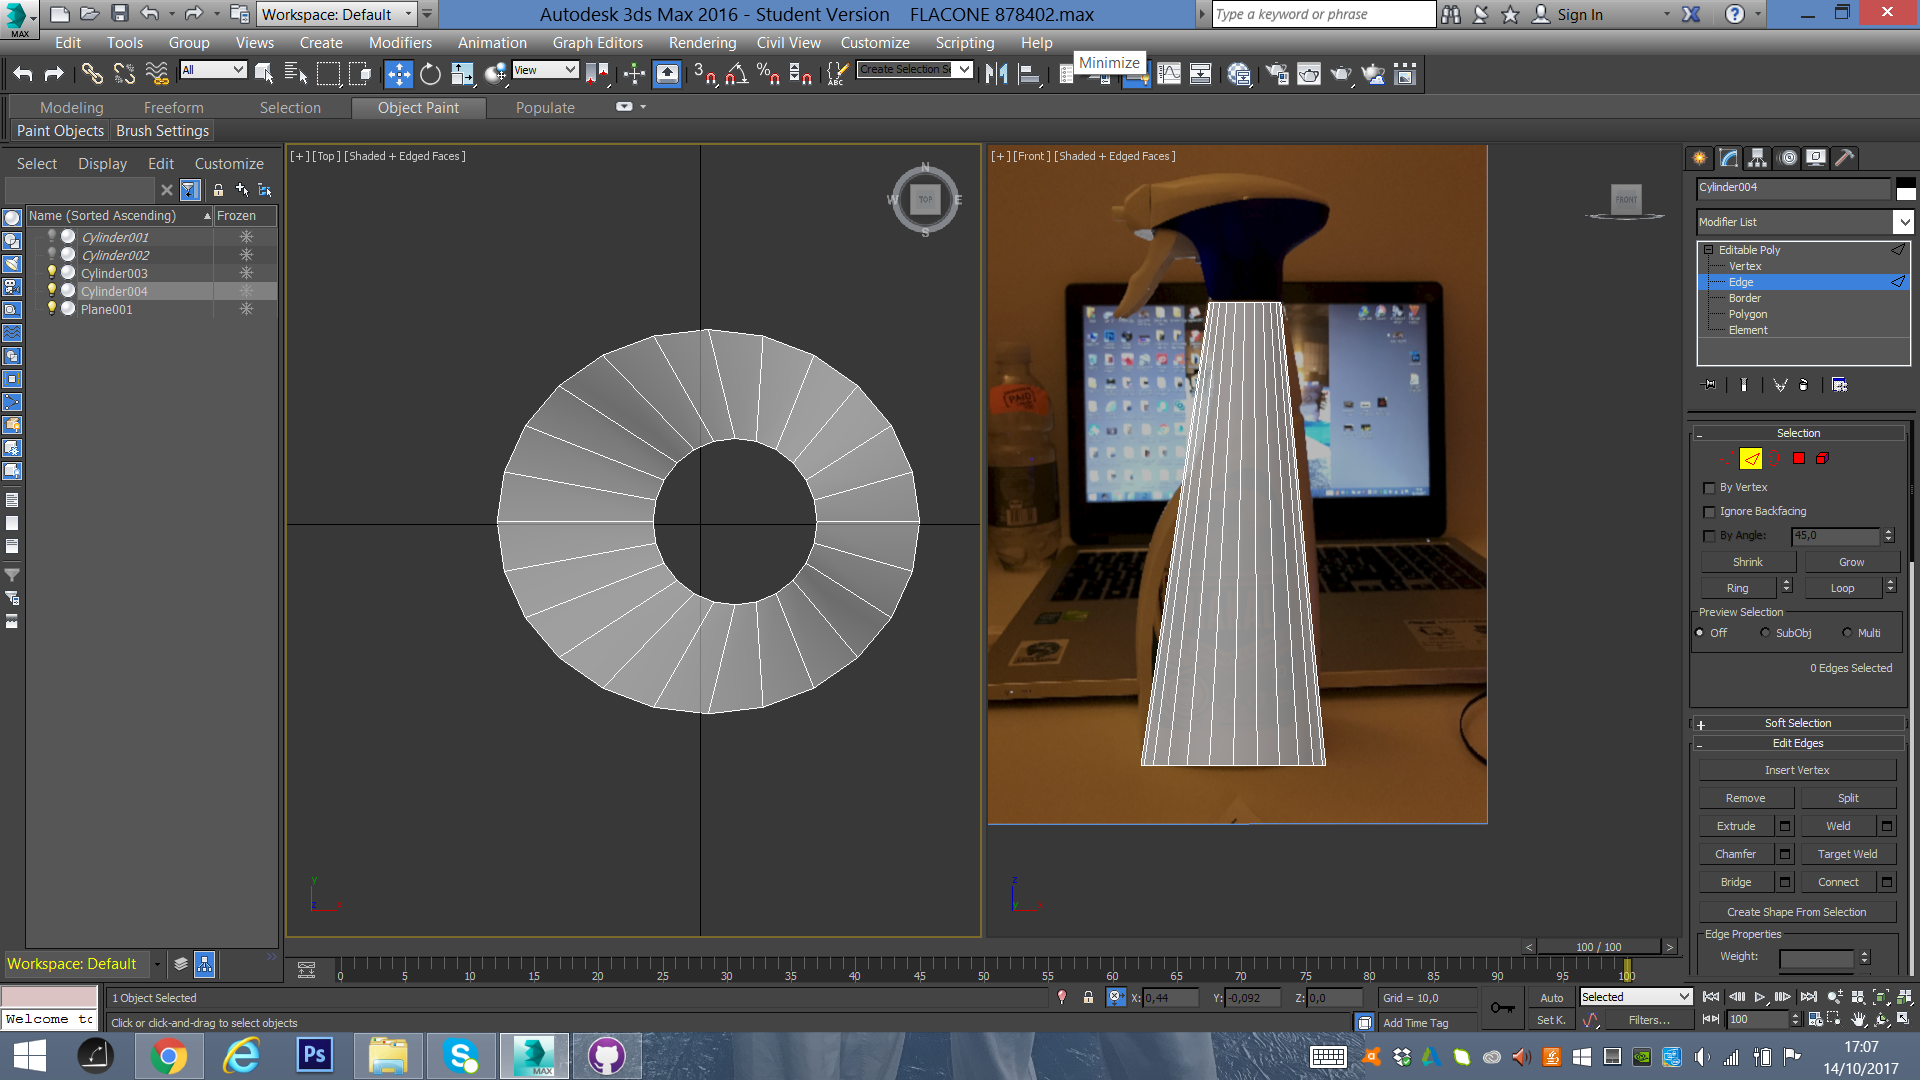 Workspace: Default
Autodesk 3ds Max 2016 - Student Version FLACONE 878402.max
Type a keyword or phrase
Sign In
MAX
Edit Tools Group Views Create Modifiers Animation Graph Editors Rendering Civil View Customize Scripting Help
Minimize
All
View
Create Selection Se
Modeling Freeform Selection Object Paint Populate
Paint Objects Brush Settings
Select Display Edit Customize
Name (Sorted Ascending) Frozen
Cylinder001
Cylinder002
Cylinder003
Cylinder004
Plane001
[+] [Top] [Shaded + Edged Faces]
N
W TOP E
S
[+] [Front] [Shaded + Edged Faces]
FRONT
PAID
Cylinder004
Modifier List
Editable Poly
Vertex
Edge
Border
Polygon
Element
Selection
By Vertex
Ignore Backfacing
By Angle: 45,0
Shrink Grow
Ring Loop
Preview Selection
Off SubObj Multi
0 Edges Selected
Soft Selection
Edit Edges
Insert Vertex
Remove Split
Extrude Weld
Chamfer Target Weld
Bridge Connect
Create Shape From Selection
Edge Properties
Weight:
100 / 100
Workspace: Default
0 5 10 15 20 25 30 35 40 45 50 55 60 65 70 75 80 85 90 95 100
1 Object Selected
X: 0,44 Y: -0,092 Z: 0,0
Grid = 10,0
Auto Selected
Welcome to
Click or click-and-drag to select objects
Add Time Tag
Set K. Filters... 100
Ps
MAX
17:07
14/10/2017